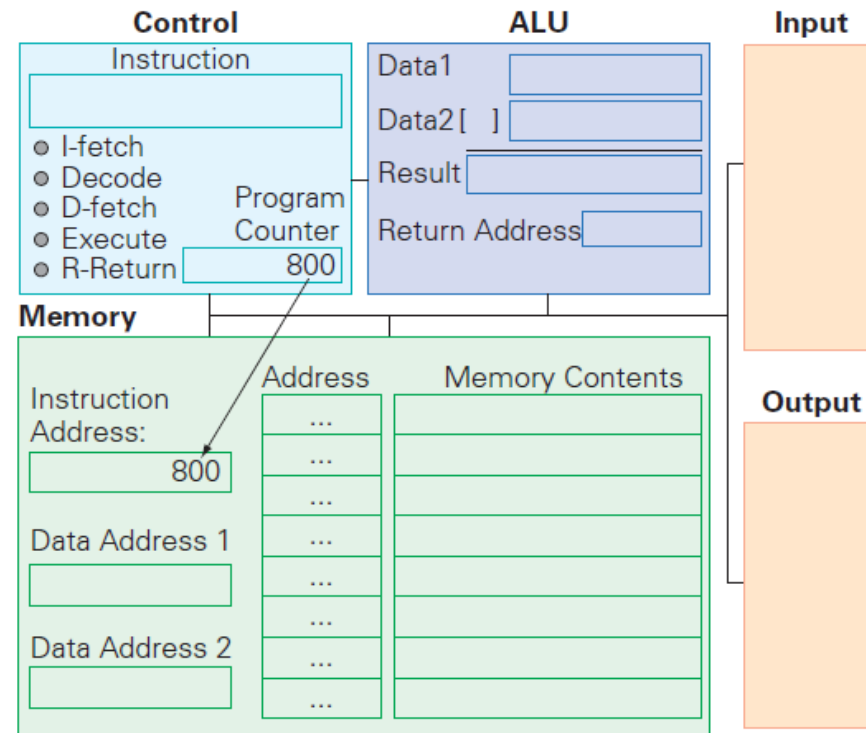 Control
Instruction
I-fetch
Decode
D-fetch
Execute
R-Return
Program
Counter
800
ALU
Data1
Data2[ ]
Result
Return Address
Input
Memory
Instruction
Address:
800
Data Address 1
Data Address 2
Address
...
...
...
...
...
...
...
...
Memory Contents
Output